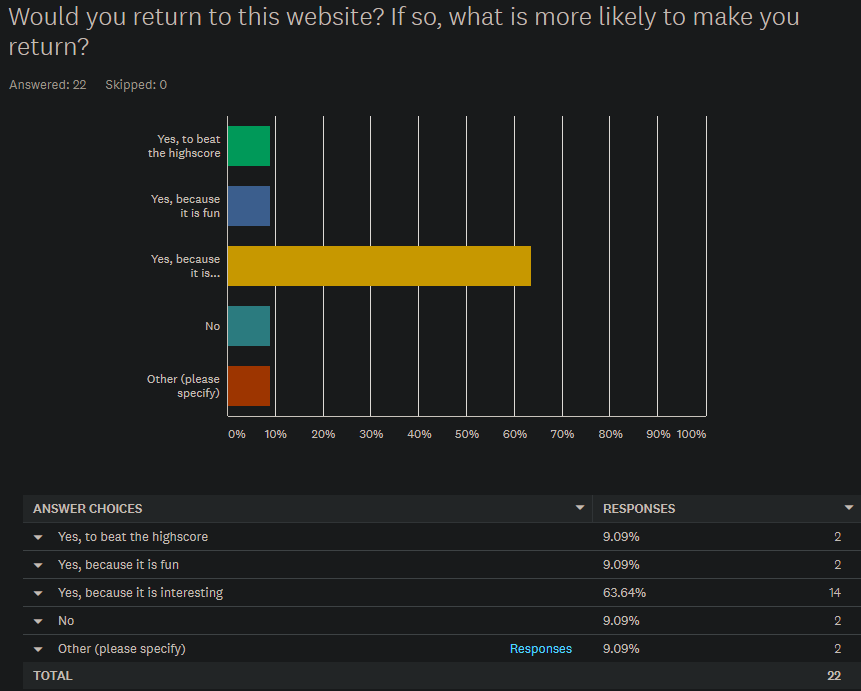 Would you return to this website? If so, what is more likely to make you
return?
Answered: 22 Skipped: 0
Yes, to beat
the highscore
Yes, because
it is fun
Yes, because
it is...
No
Other (please
specify)
0% 10% 20% 30% 40% 50% 60% 70% 80% 90% 100%
ANSWER CHOICES RESPONSES
Yes, to beat the highscore 9.09% 2
Yes, because it is fun 9.09% 2
Yes, because it is interesting 63.64% 14
No 9.09% 2
Other (please specify) Responses 9.09% 2
TOTAL 22